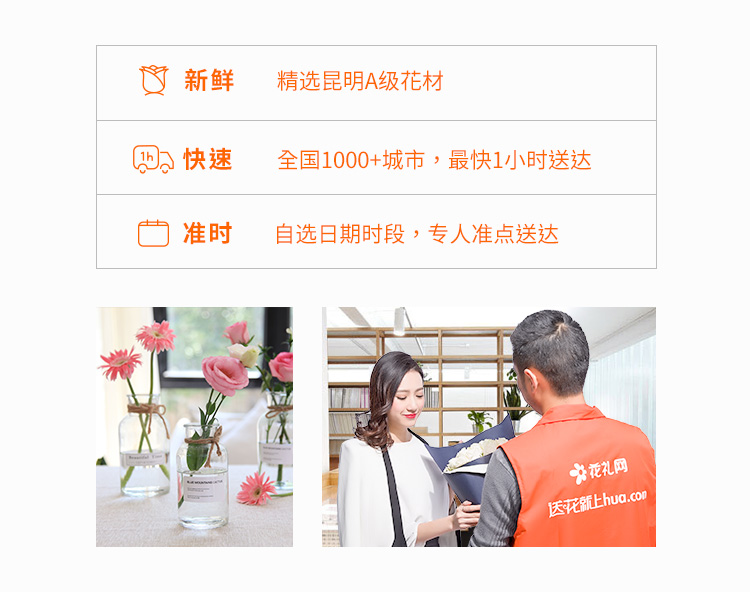 新鲜 精选昆明A级花材
1h 快速 全国1000+城市，最快1小时送达
准时 自选日期时段，专人准点送达
花礼网
送花就上hua.com